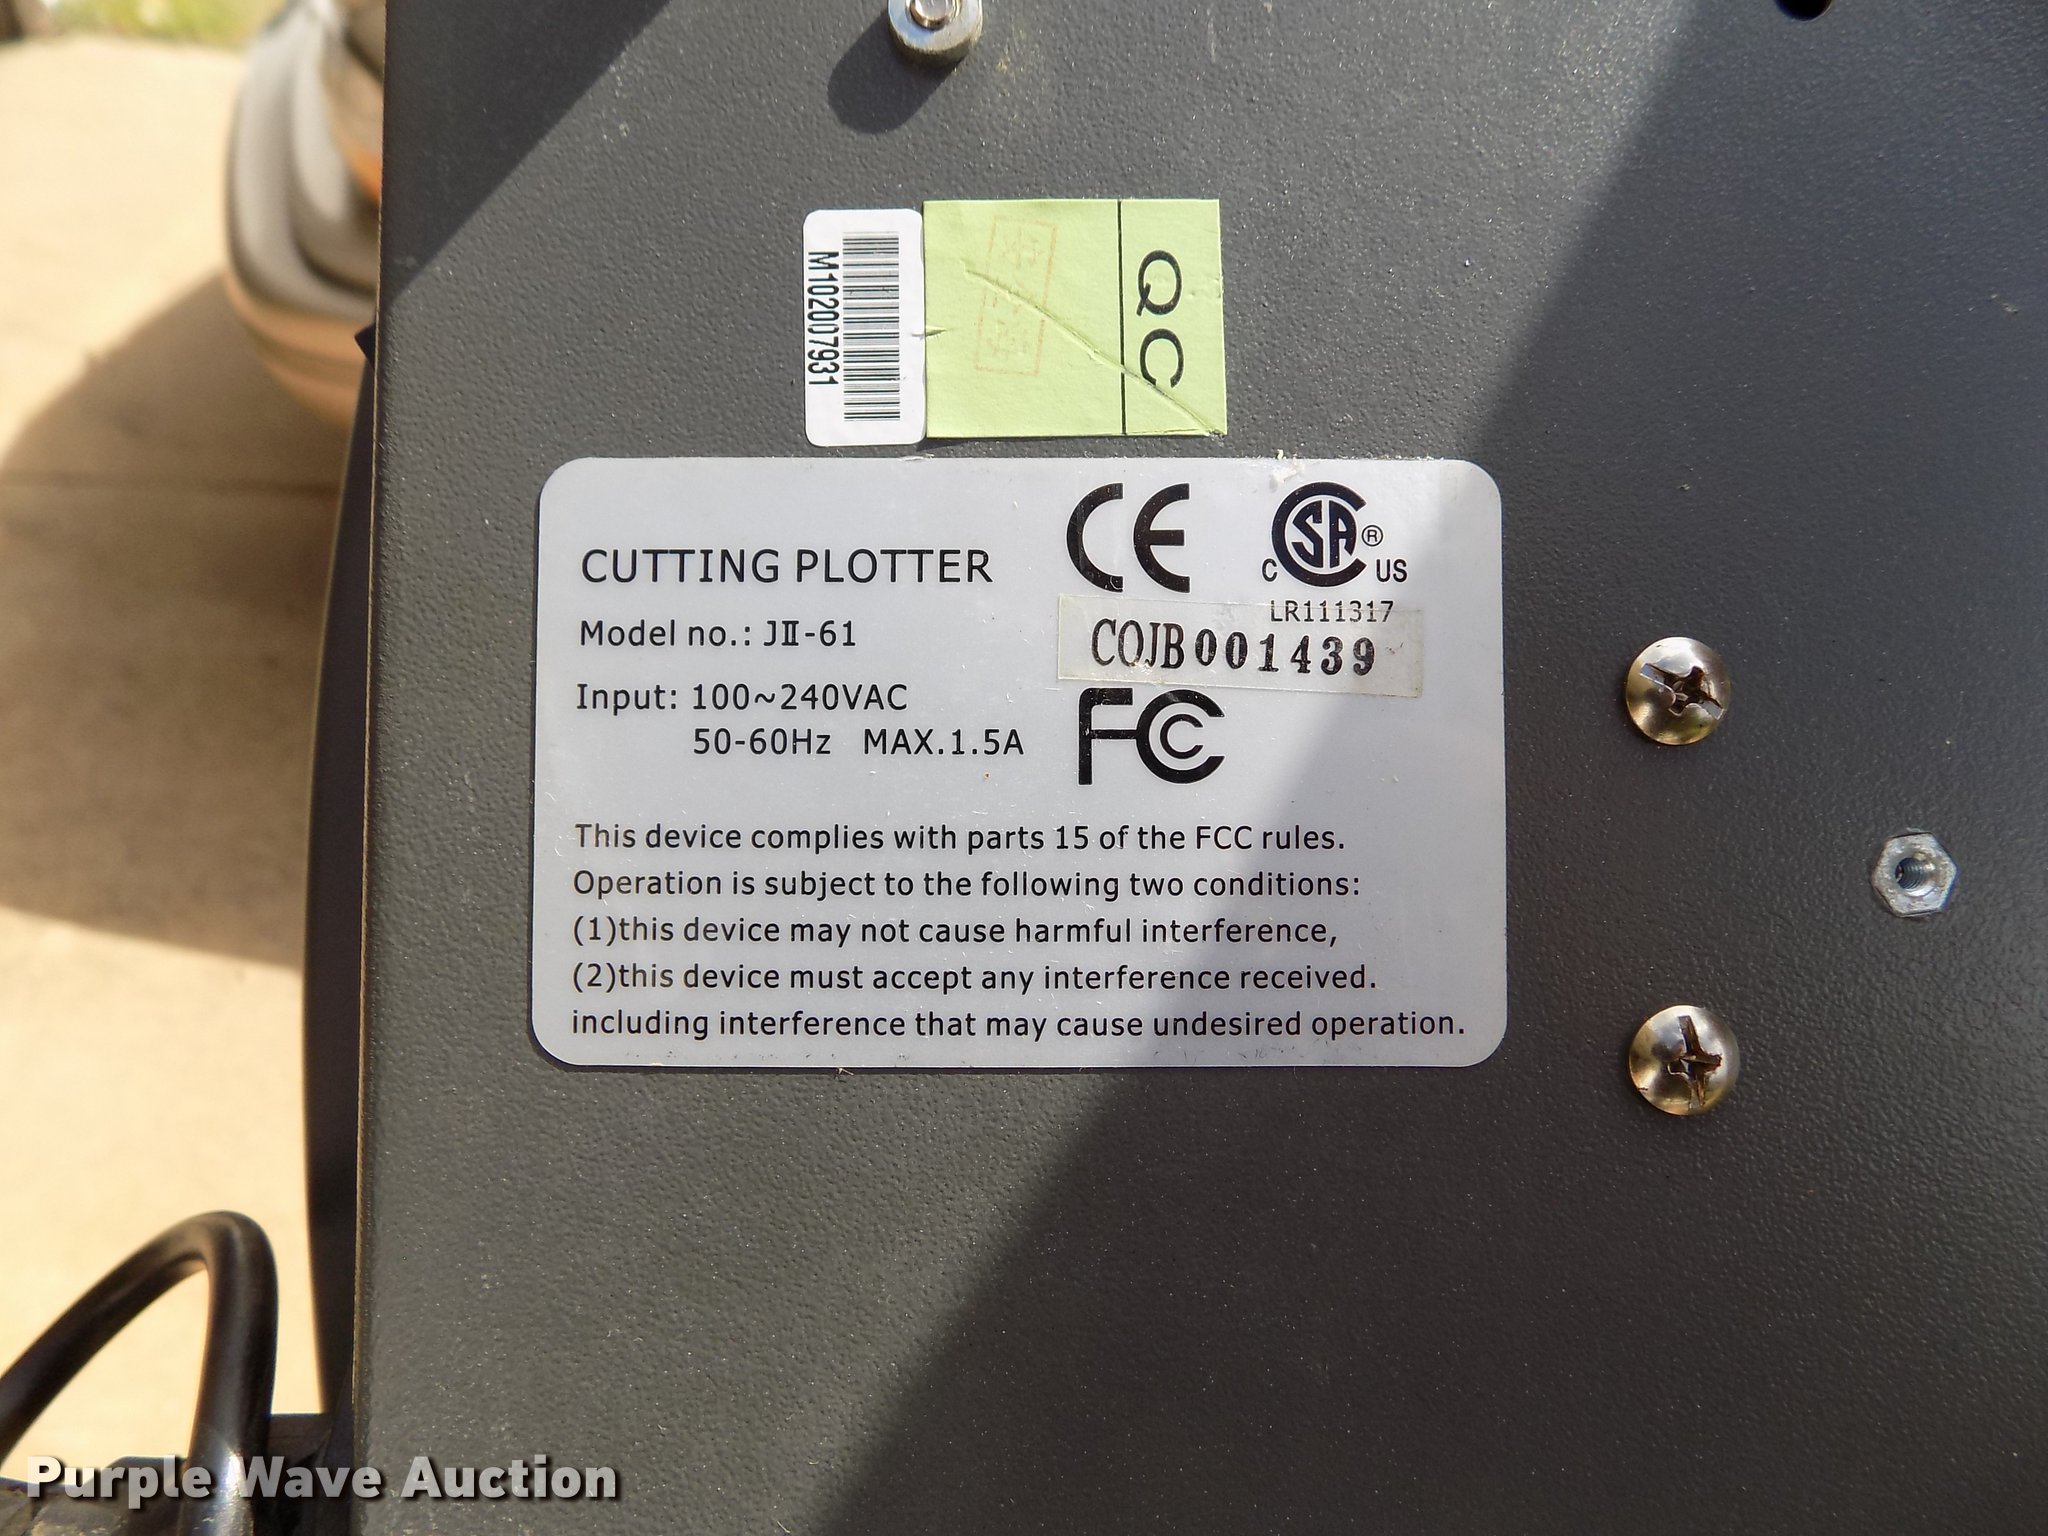 M102007931
QC
CUTTING PLOTTER
CE
CSA® C US
LR111317
Model no.: JⅡ-61
COJB001439
Input: 100~240VAC
50-60Hz MAX.1.5A
FCC
This device complies with parts 15 of the FCC rules.
Operation is subject to the following two conditions:
(1)this device may not cause harmful interference,
(2)this device must accept any interference received.
including interference that may cause undesired operation.
Purple Wave Auction